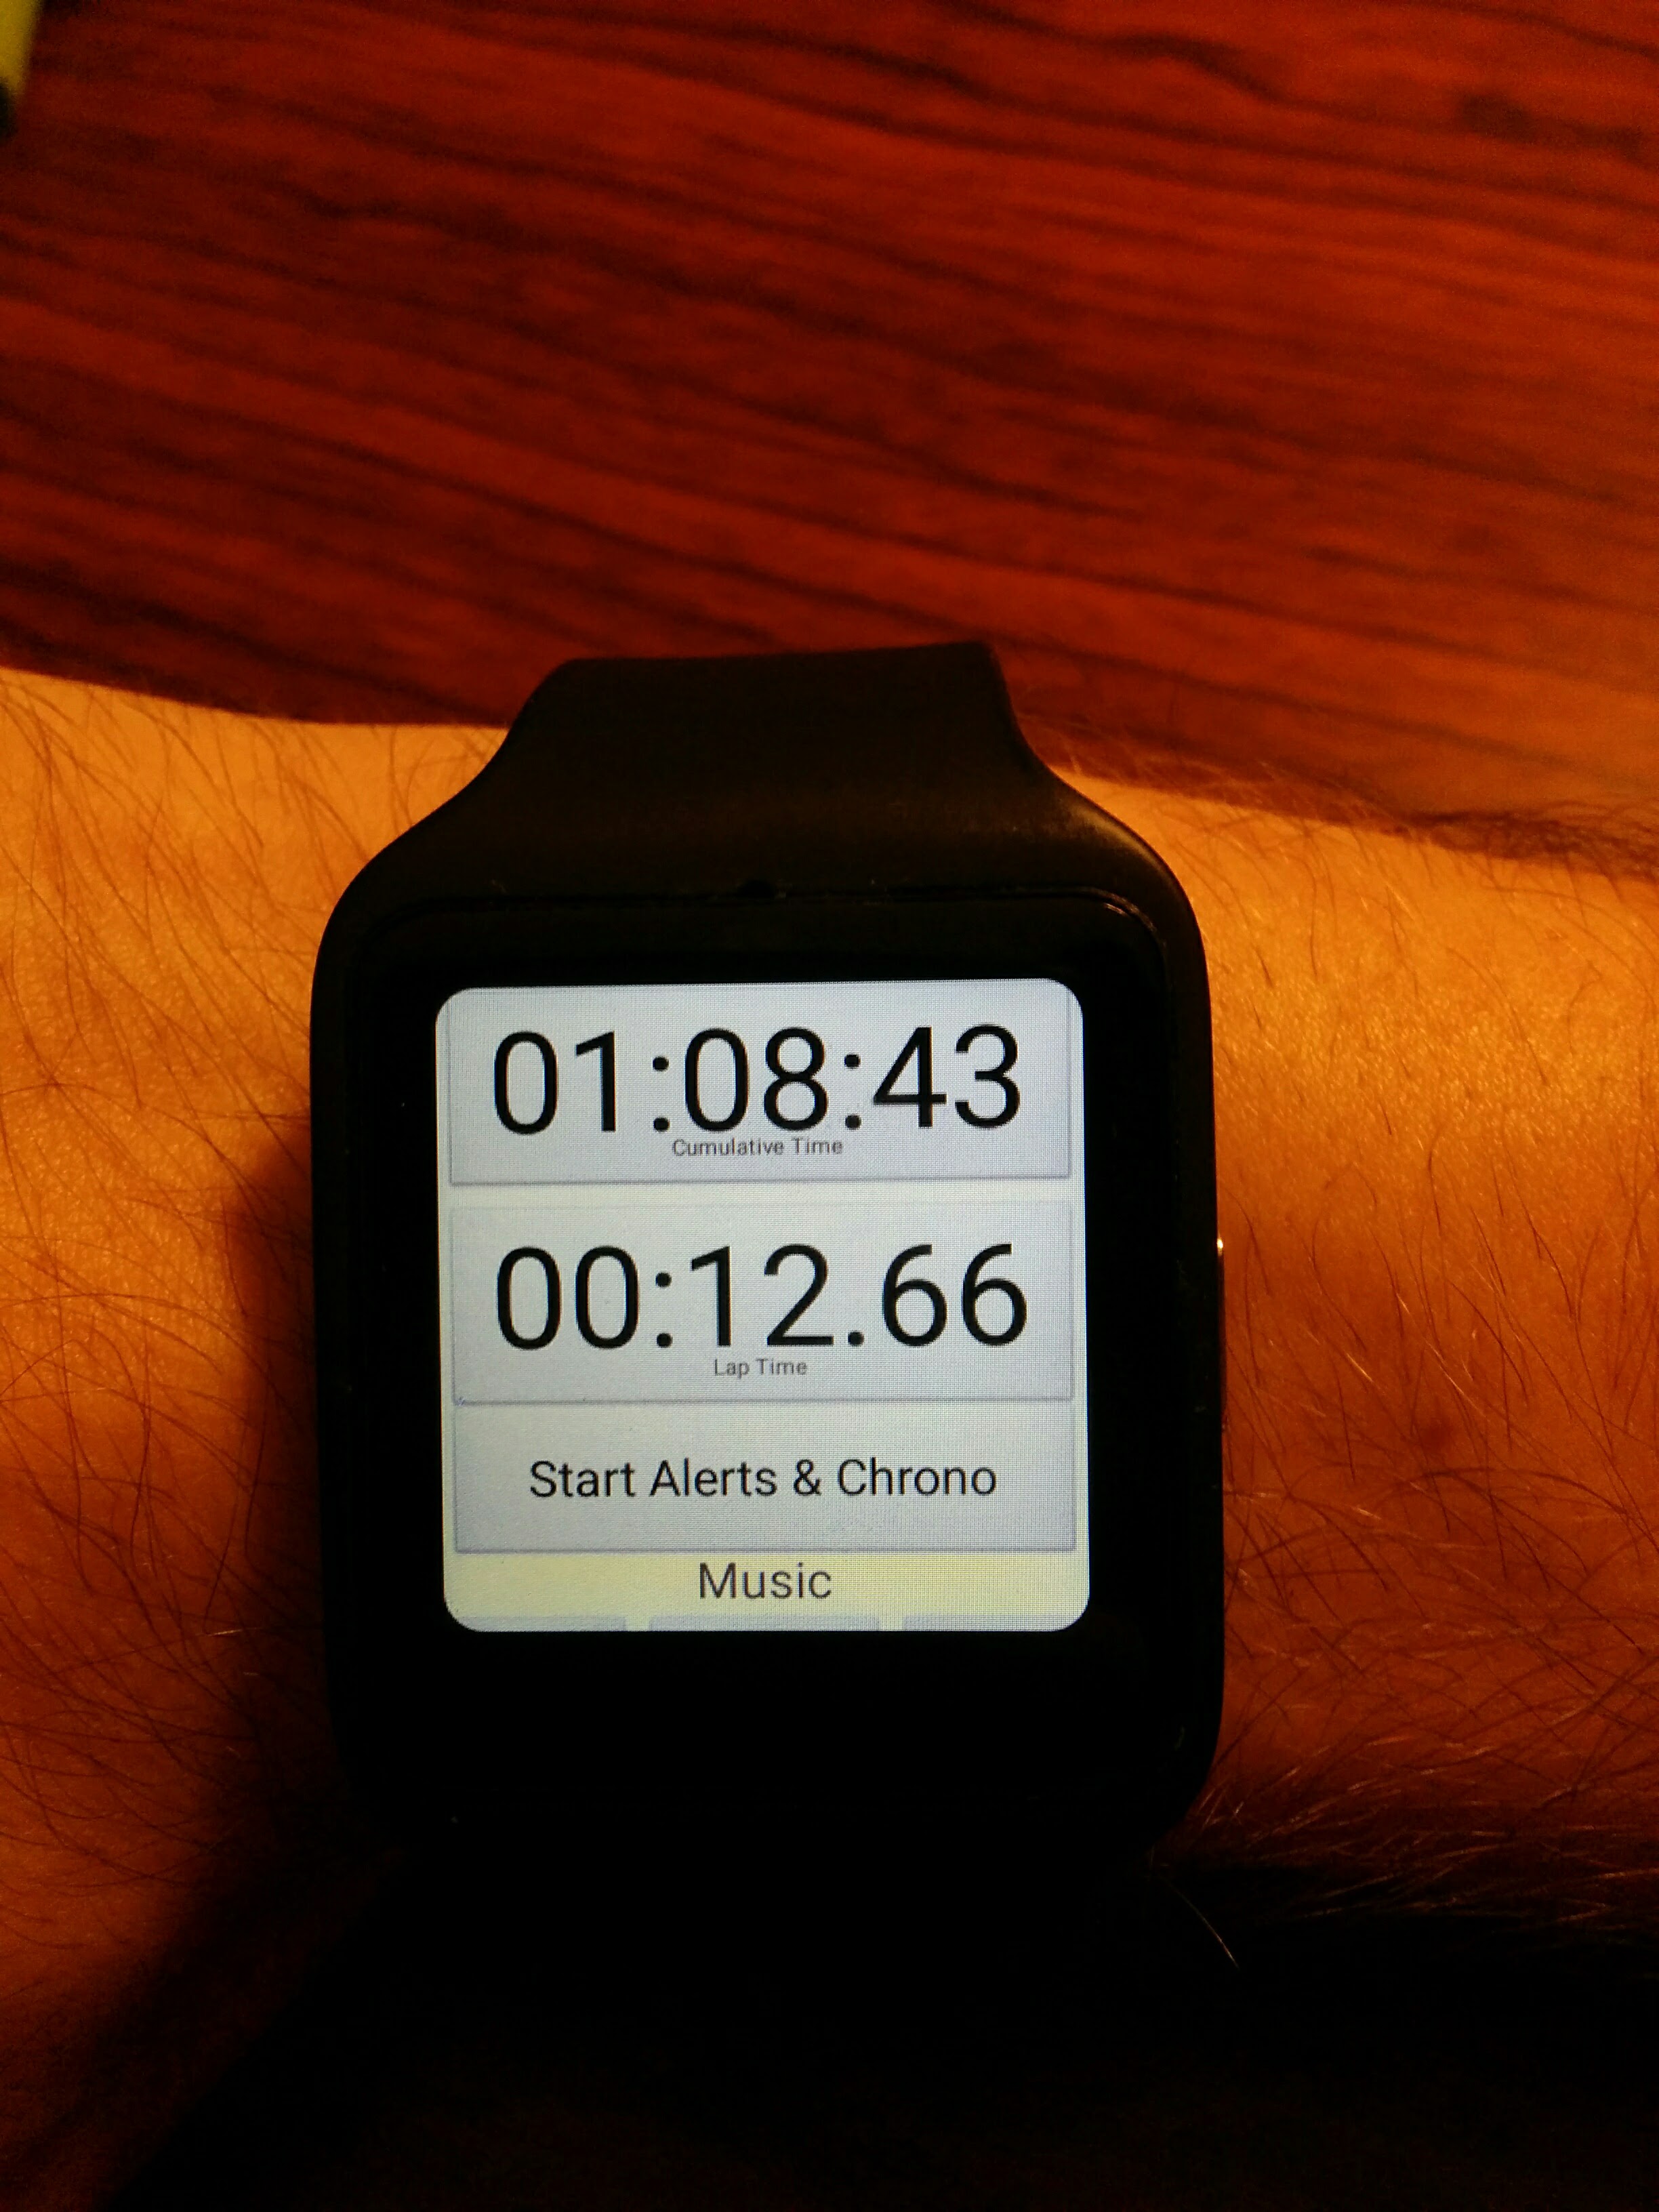 01:08:43
Cumulative Time
00:12.66
Lap Time
Start Alerts & Chrono
Music